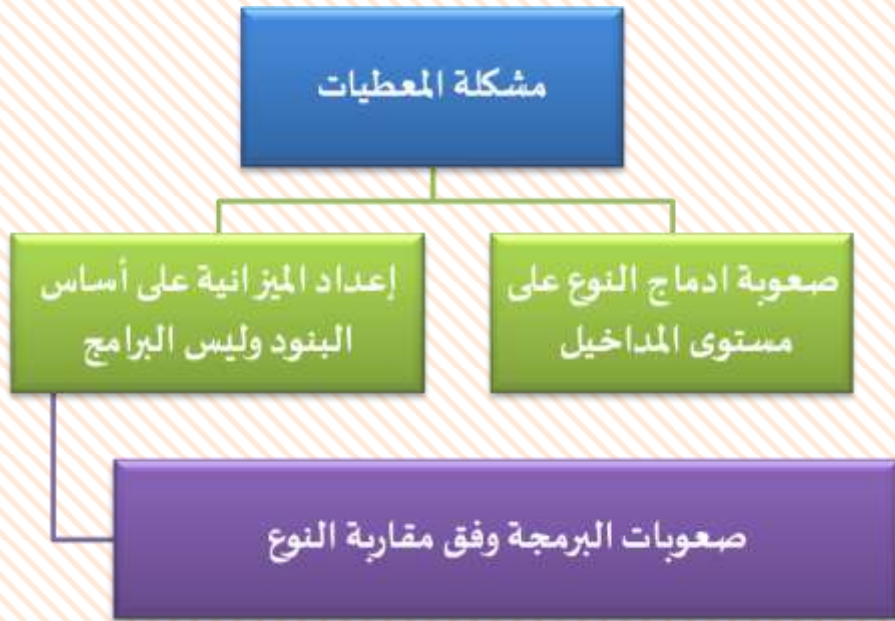 مشكلة المعطيات
صعوبة ادماج النوع على
مستوى المداخيل
إعداد الميزانية على أساس
البنود وليس البرامج
صعوبات البرمجة وفق مقاربة النوع